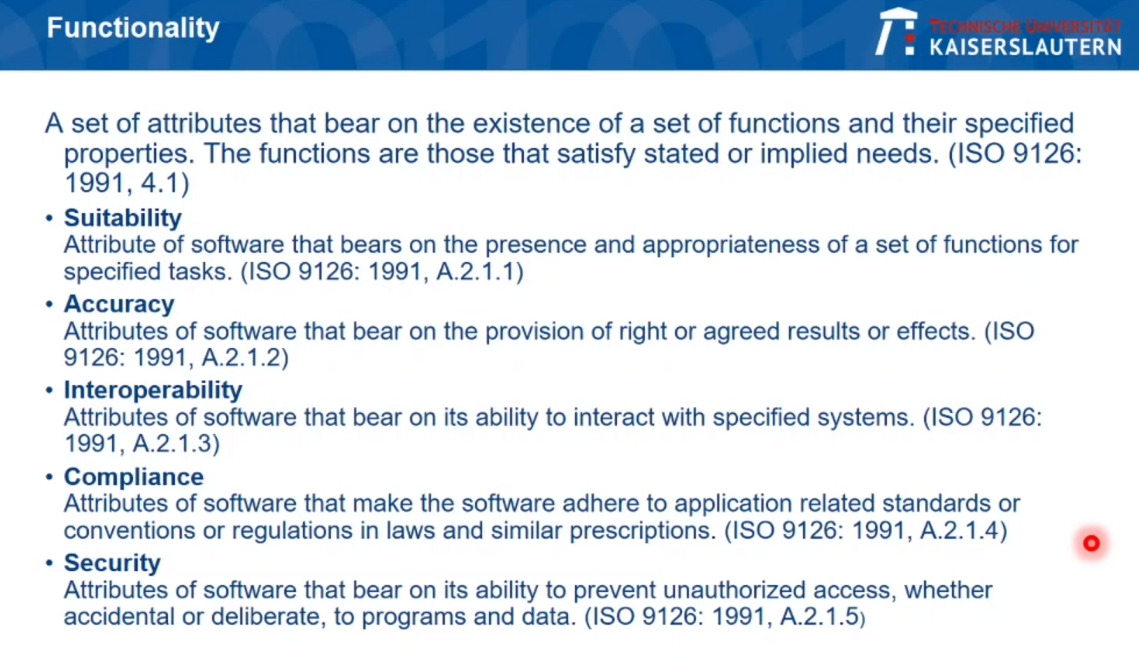 Functionality
TECHNISCHE UNIVERSITÄT
KAISERSLAUTERN
A set of attributes that bear on the existence of a set of functions and their specified
properties. The functions are those that satisfy stated or implied needs. (ISO 9126:
1991, 4.1)
• Suitability
Attribute of software that bears on the presence and appropriateness of a set of functions for
specified tasks. (ISO 9126: 1991, A.2.1.1)
• Accuracy
Attributes of software that bear on the provision of right or agreed results or effects. (ISO
9126: 1991, A.2.1.2)
• Interoperability
Attributes of software that bear on its ability to interact with specified systems. (ISO 9126:
1991, A.2.1.3)
• Compliance
Attributes of software that make the software adhere to application related standards or
conventions or regulations in laws and similar prescriptions. (ISO 9126: 1991, A.2.1.4)
• Security
Attributes of software that bear on its ability to prevent unauthorized access, whether
accidental or deliberate, to programs and data. (ISO 9126: 1991, A.2.1.5)